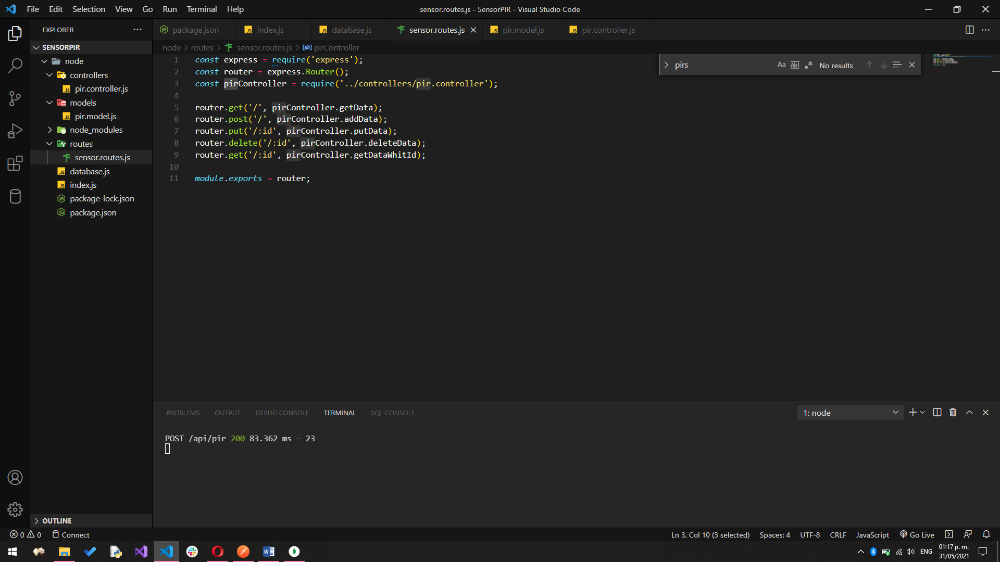 File Edit Selection View Go Run Terminal Help
sensor.routes.js - SensorPIR - Visual Studio Code
EXPLORER
package.json
index.js
database.js
sensor.routes.js
pir.model.js
pir.controller.js
SENSORPIR
node
controllers
pir.controller.js
models
pir.model.js
node_modules
routes
sensor.routes.js
database.js
index.js
package-lock.json
package.json
OUTLINE
node > routes > sensor.routes.js > pirController
1 const express = require('express');
2 const router = express.Router();
3 const pirController = require('../controllers/pir.controller');
4
5 router.get('/', pirController.getData);
6 router.post('/', pirController.addData);
7 router.put('/:id', pirController.putData);
8 router.delete('/:id', pirController.deleteData);
9 router.get('/:id', pirController.getDataWhitId);
10
11 module.exports = router;
pirs
Aa Abl .* No results
PROBLEMS OUTPUT DEBUG CONSOLE TERMINAL SQL CONSOLE
1: node
POST /api/pir 200 83.362 ms - 23
0 0 Connect
Ln 3, Col 10 (3 selected) Spaces: 4 UTF-8 CRLF JavaScript Go Live
ENG
01:17 p. m.
31/05/2021